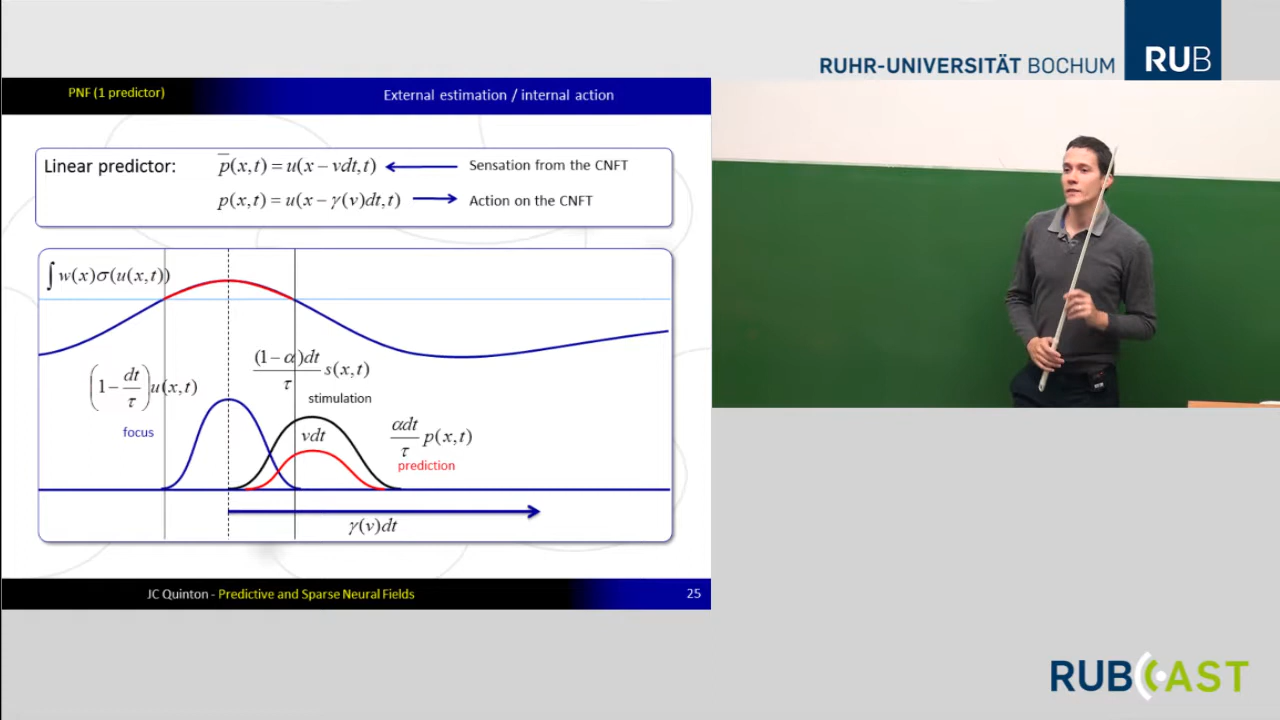 RUHR-UNIVERSITÄT BOCHUM RUB
PNF (1 predictor)
External estimation / internal action
Linear predictor: p̅(x,t) = u(x − vdt,t) Sensation from the CNFT
p(x,t) = u(x − γ(v)dt,t) Action on the CNFT
∫ w(x)σ(u(x,t))
(1 − dt/τ) u(x,t)
focus
(1 − α)dt/τ s(x,t)
stimulation
vdt
αdt/τ p(x,t)
prediction
γ(v)dt
JC Quinton - Predictive and Sparse Neural Fields
25
RUBCAST